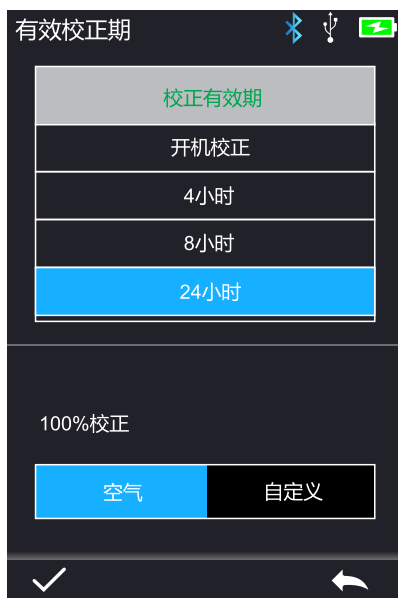 有效校正期
校正有效期
开机校正
4小时
8小时
24小时
100%校正
空气
自定义